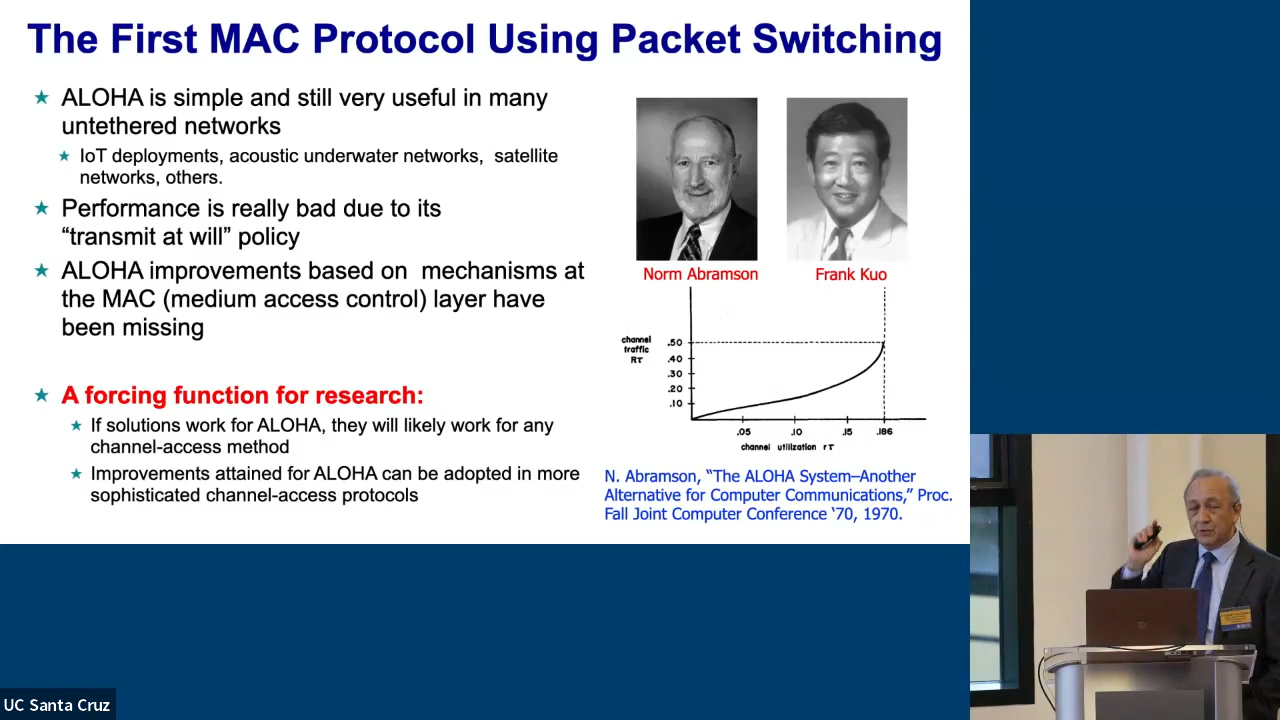 The First MAC Protocol Using Packet Switching
ALOHA is simple and still very useful in many
untethered networks
IoT deployments, acoustic underwater networks, satellite
networks, others.
Performance is really bad due to its
“transmit at will” policy
ALOHA improvements based on mechanisms at
the MAC (medium access control) layer have
been missing
A forcing function for research:
If solutions work for ALOHA, they will likely work for any
channel-access method
Improvements attained for ALOHA can be adopted in more
sophisticated channel-access protocols
Norm Abramson
Frank Kuo
channel
traffic
Rτ
.50
.40
.30
.20
.10
.05
.10
.15
.186
channel utilization rτ
N. Abramson, “The ALOHA System–Another
Alternative for Computer Communications,” Proc.
Fall Joint Computer Conference ‘70, 1970.
UC Santa Cruz